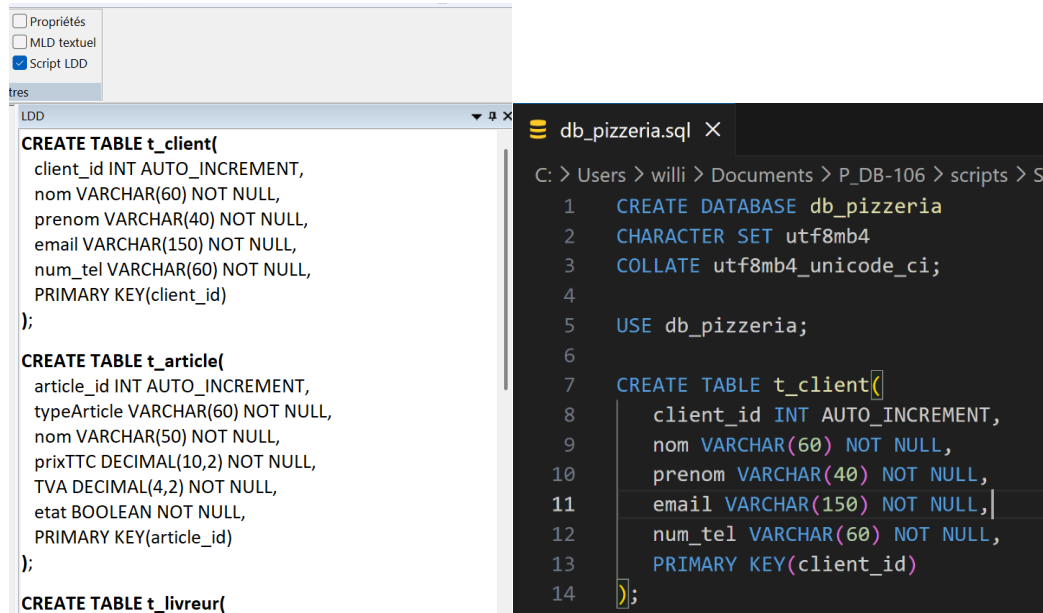 Propriétés
MLD textuel
Script LDD
tres
LDD
CREATE TABLE t_client(
client_id INT AUTO_INCREMENT,
nom VARCHAR(60) NOT NULL,
prenom VARCHAR(40) NOT NULL,
email VARCHAR(150) NOT NULL,
num_tel VARCHAR(60) NOT NULL,
PRIMARY KEY(client_id)
);
CREATE TABLE t_article(
article_id INT AUTO_INCREMENT,
typeArticle VARCHAR(60) NOT NULL,
nom VARCHAR(50) NOT NULL,
prixTTC DECIMAL(10,2) NOT NULL,
TVA DECIMAL(4,2) NOT NULL,
etat BOOLEAN NOT NULL,
PRIMARY KEY(article_id)
);
CREATE TABLE t_livreur(
db_pizzeria.sql
C: > Users > willi > Documents > P_DB-106 > scripts > S
1 CREATE DATABASE db_pizzeria
2 CHARACTER SET utf8mb4
3 COLLATE utf8mb4_unicode_ci;
4
5 USE db_pizzeria;
6
7 CREATE TABLE t_client(
8 client_id INT AUTO_INCREMENT,
9 nom VARCHAR(60) NOT NULL,
10 prenom VARCHAR(40) NOT NULL,
11 email VARCHAR(150) NOT NULL,
12 num_tel VARCHAR(60) NOT NULL,
13 PRIMARY KEY(client_id)
14 );